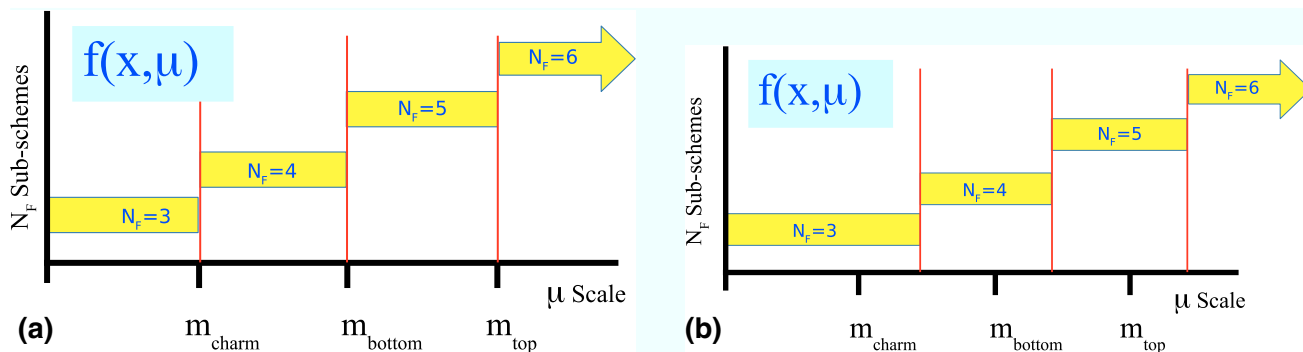 f(x,μ)
N_F Sub-schemes
N_F=6
N_F=5
N_F=4
N_F=3
μ Scale
(a)
m_charm
m_bottom
m_top
f(x,μ)
N_F Sub-schemes
N_F=6
N_F=5
N_F=4
N_F=3
μ Scale
(b)
m_charm
m_bottom
m_top